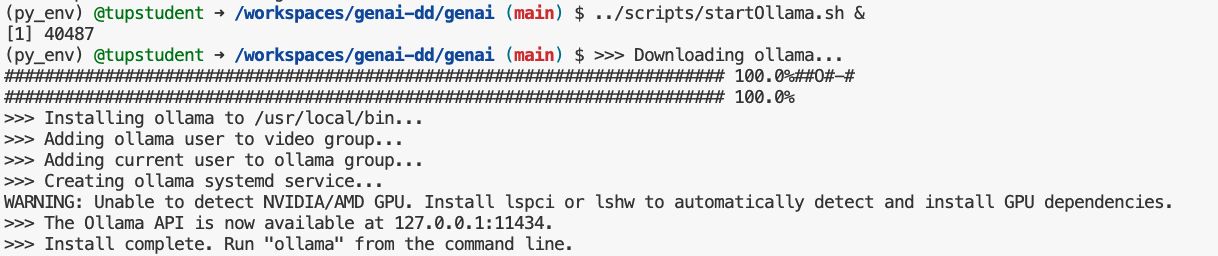 (py_env) @tupstudent → /workspaces/genai-dd/genai (main) $ ../scripts/startOllama.sh &
[1] 40487
(py_env) @tupstudent → /workspaces/genai-dd/genai (main) $ >>> Downloading ollama...
######################################################################## 100.0%##O#-#
######################################################################## 100.0%
>>> Installing ollama to /usr/local/bin...
>>> Adding ollama user to video group...
>>> Adding current user to ollama group...
>>> Creating ollama systemd service...
WARNING: Unable to detect NVIDIA/AMD GPU. Install lspci or lshw to automatically detect and install GPU dependencies.
>>> The Ollama API is now available at 127.0.0.1:11434.
>>> Install complete. Run "ollama" from the command line.